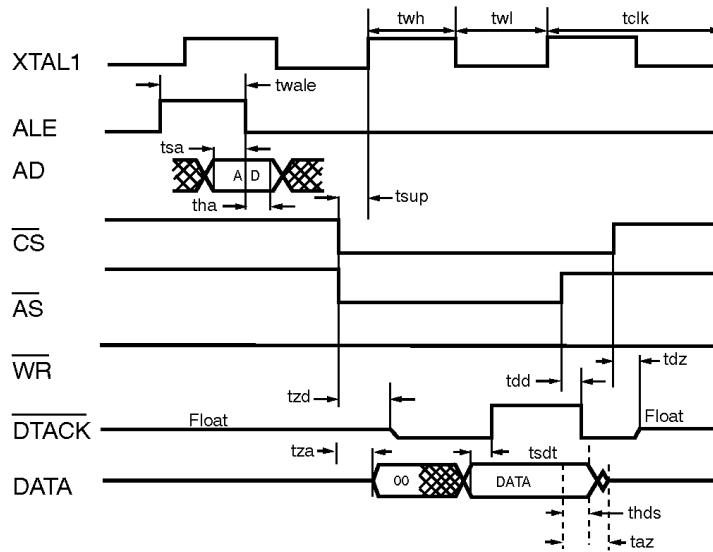 twh twl tclk
XTAL1
twale
ALE
tsa
AD
A D
tha
tsup
CS
AS
WR
tdz
tdd
tzd
Float
Float
DTACK
tza
tsdt
DATA
00
DATA
thds
taz